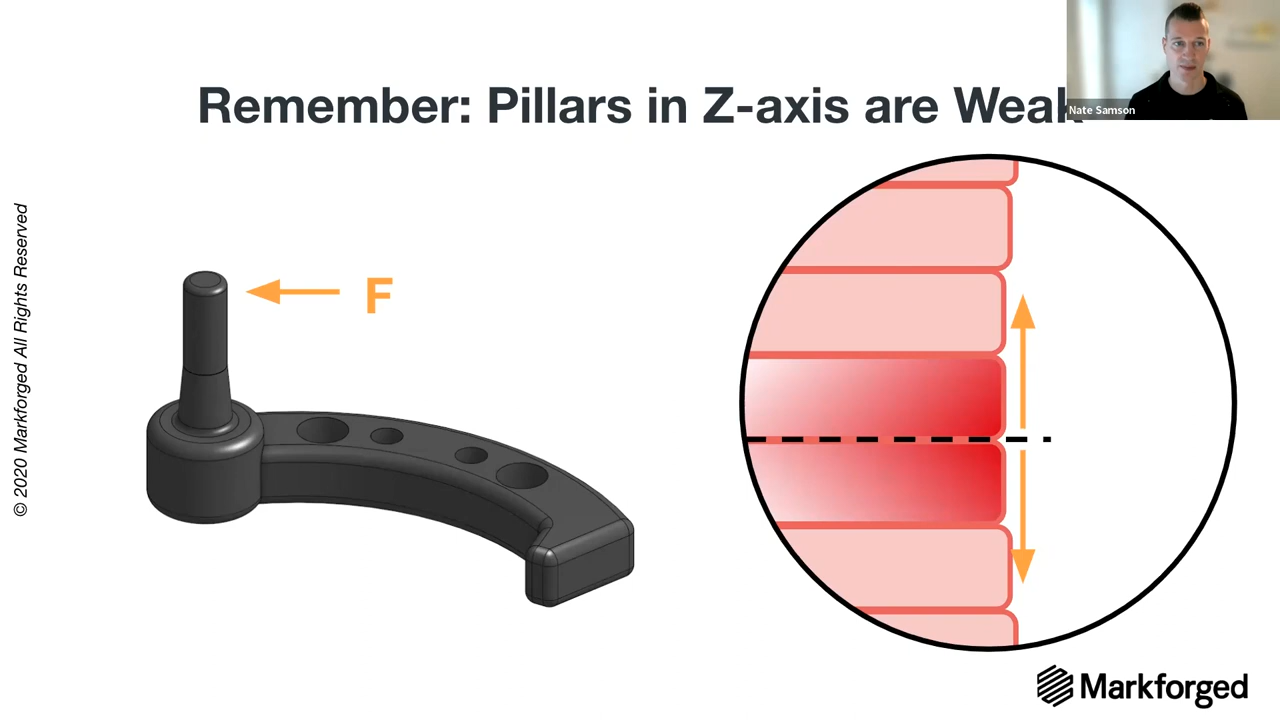 Remember: Pillars in Z-axis are Weak
Nate Samson
© 2020 Markforged All Rights Reserved
F
Markforged